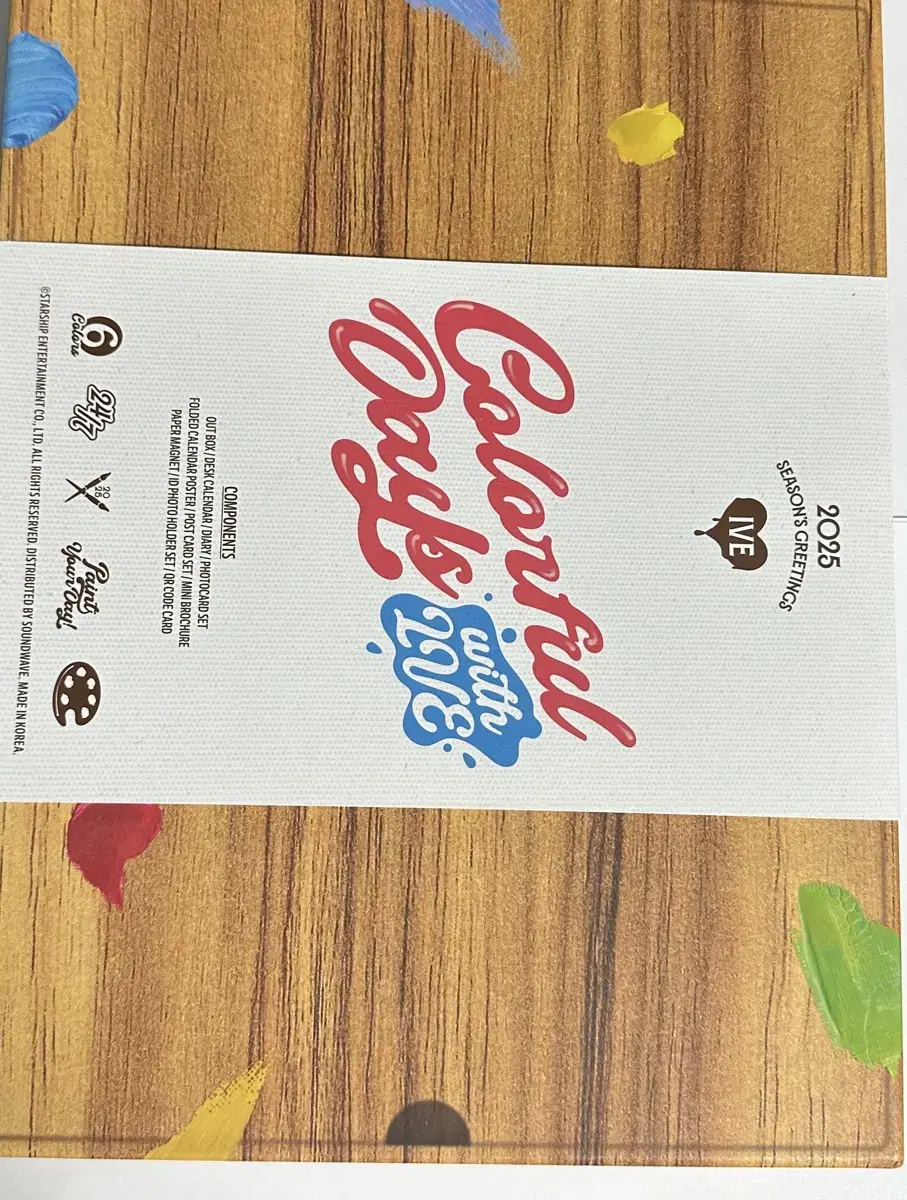 2025
SEASON'S GREETINGS
IVE
Colorful
Days
with
IVE
COMPONENTS
OUT BOX / DESK CALENDAR / DIARY / PHOTOCARD SET
FOLDED CALENDAR POSTER / POST CARD SET / MINI BROCHURE
PAPER MAGNET / ID PHOTO HOLDER SET / QR CODE CARD
6
Colors
24/7
20
25
Paint
Your Day!
©STARSHIP ENTERTAINMENT CO., LTD. ALL RIGHTS RESERVED. DISTRIBUTED BY SOUNDWAVE. MADE IN KOREA.